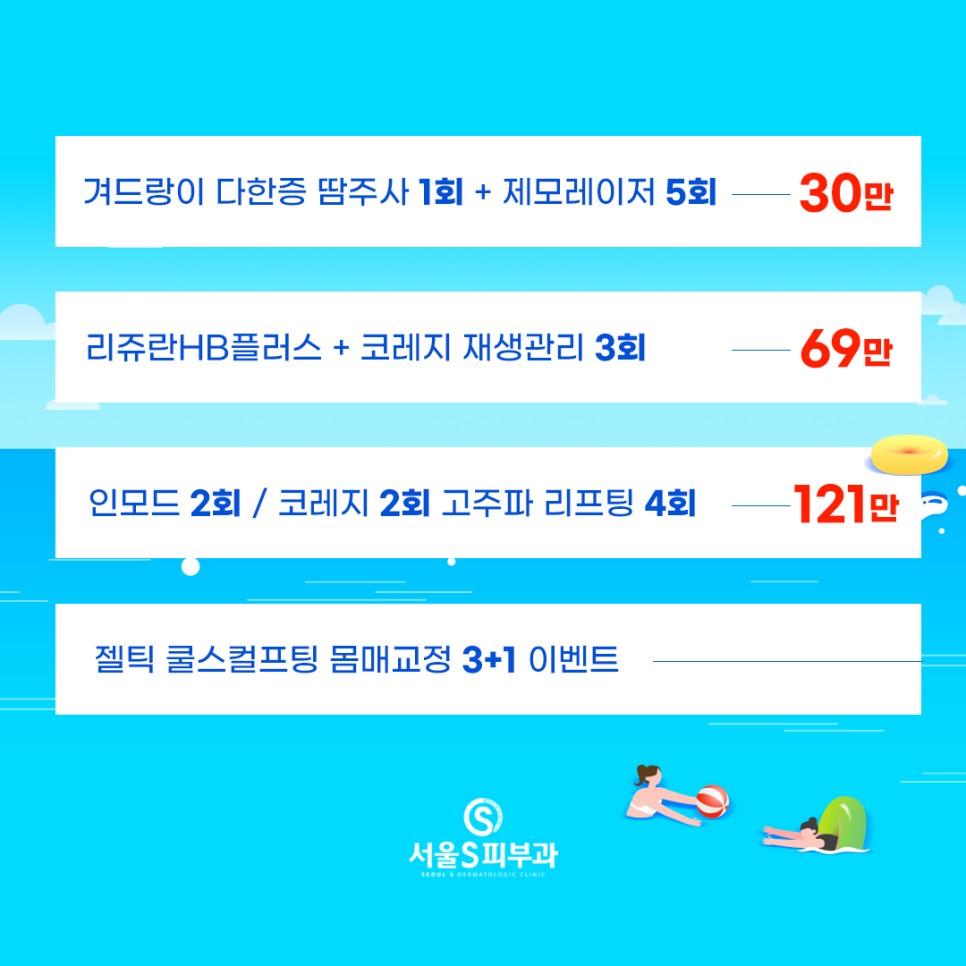 겨드랑이 다한증 땀주사 1회 + 제모레이저 5회 30만
리쥬란HB플러스 + 코레지 재생관리 3회 69만
인모드 2회 / 코레지 2회 고주파 리프팅 4회 121만
젤틱 쿨스컬프팅 몸매교정 3+1 이벤트
서울S피부과
SEOUL S DERMATOLOGIC CLINIC